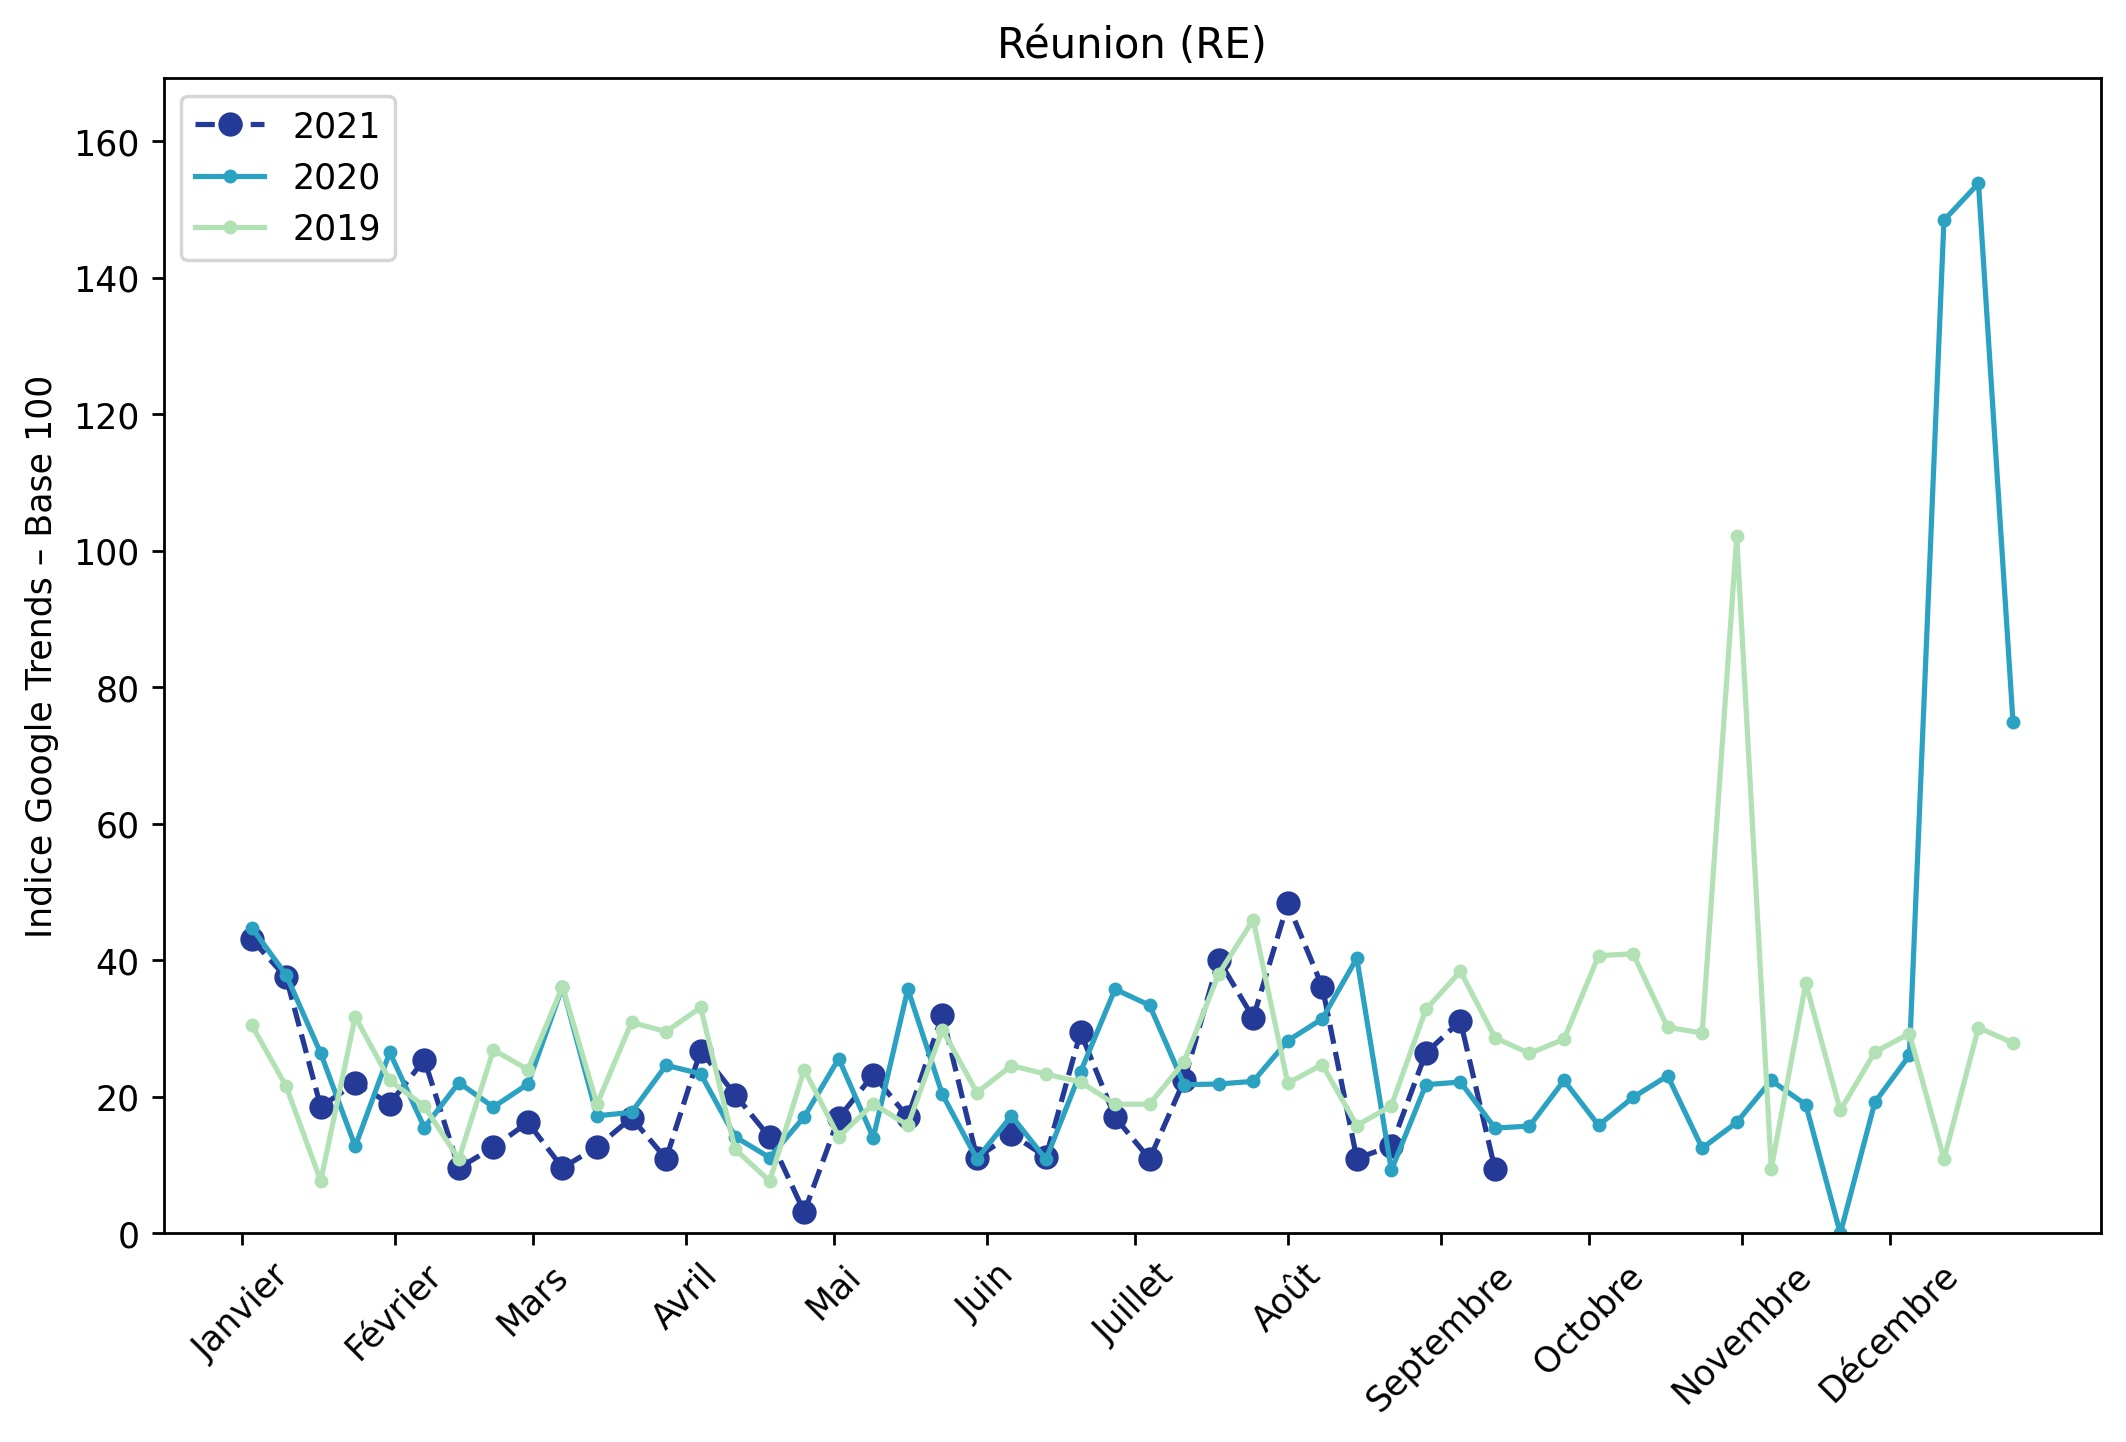 Réunion (RE)
2021
2020
2019
Indice Google Trends – Base 100
160
140
120
100
80
60
40
20
0
Janvier
Février
Mars
Avril
Mai
Juin
Juillet
Août
Septembre
Octobre
Novembre
Décembre